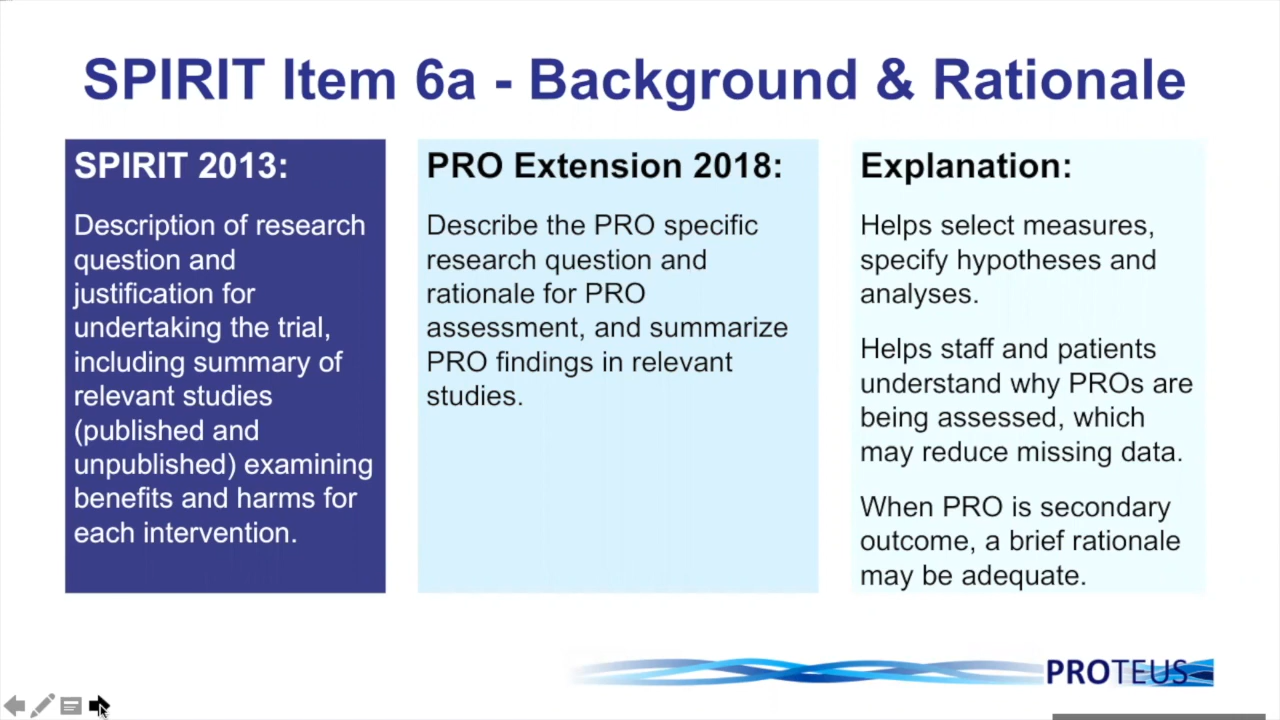 SPIRIT Item 6a - Background & Rationale
SPIRIT 2013:
Description of research
question and
justification for
undertaking the trial,
including summary of
relevant studies
(published and
unpublished) examining
benefits and harms for
each intervention.
PRO Extension 2018:
Describe the PRO specific
research question and
rationale for PRO
assessment, and summarize
PRO findings in relevant
studies.
Explanation:
Helps select measures,
specify hypotheses and
analyses.
Helps staff and patients
understand why PROs are
being assessed, which
may reduce missing data.
When PRO is secondary
outcome, a brief rationale
may be adequate.
PROTEUS